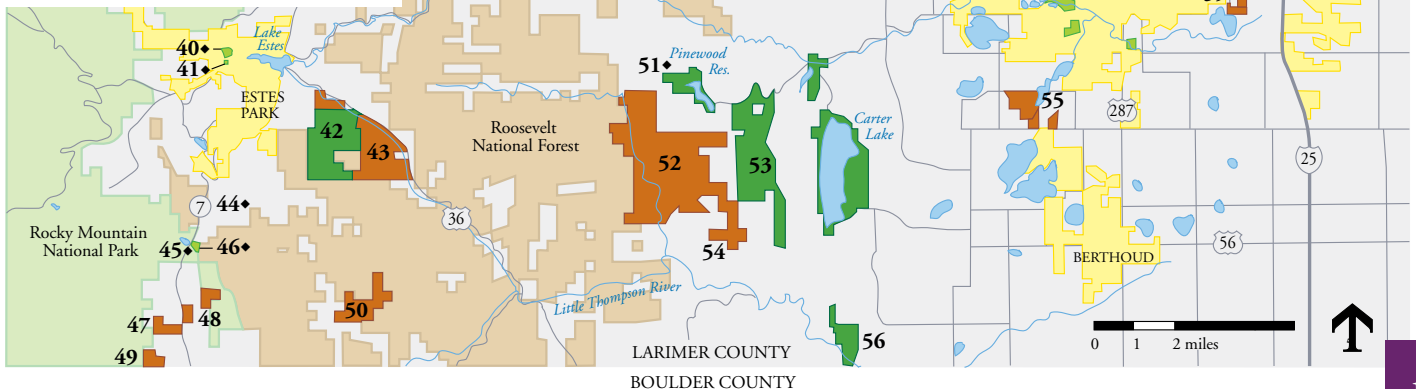 40
Lake
Estes
41
ESTES
PARK
42
43
Roosevelt
National Forest
51
Pinewood
Res.
52
53
Carter
Lake
55
287
25
7
44
36
Rocky Mountain
National Park
45
46
54
56
BERTHOUD
Little Thompson River
50
47
48
49
56
0 1 2 miles
LARIMER COUNTY
BOULDER COUNTY